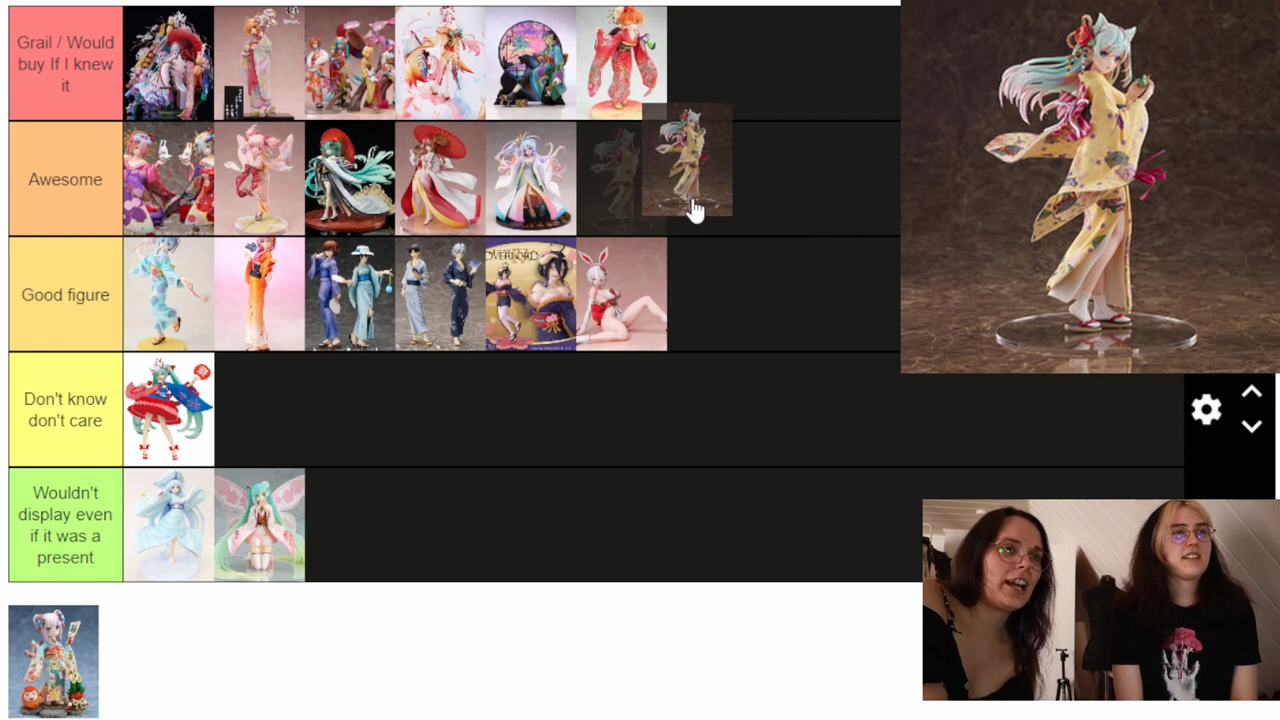 Grail / Would
buy If I knew
it
Awesome
Good figure
OVERLORD
Don't know
don't care
Wouldn't
display even
if it was a
present